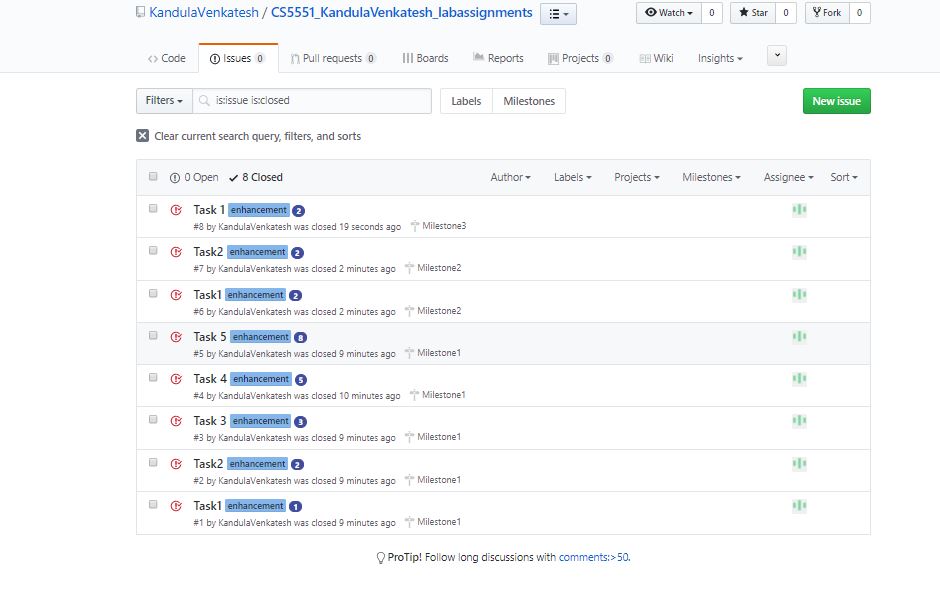 KandulaVenkatesh / CS5551_KandulaVenkatesh_labassignments
Watch 0 Star 0 Fork 0
Code Issues 0 Pull requests 0 Boards Reports Projects 0 Wiki Insights
Filters is:issue is:closed Labels Milestones New issue
Clear current search query, filters, and sorts
0 Open 8 Closed Author Labels Projects Milestones Assignee Sort
Task 1 enhancement 2
#8 by KandulaVenkatesh was closed 19 seconds ago Milestone3
Task2 enhancement 2
#7 by KandulaVenkatesh was closed 2 minutes ago Milestone2
Task1 enhancement 2
#6 by KandulaVenkatesh was closed 2 minutes ago Milestone2
Task 5 enhancement 8
#5 by KandulaVenkatesh was closed 9 minutes ago Milestone1
Task 4 enhancement 5
#4 by KandulaVenkatesh was closed 10 minutes ago Milestone1
Task 3 enhancement 3
#3 by KandulaVenkatesh was closed 9 minutes ago Milestone1
Task2 enhancement 2
#2 by KandulaVenkatesh was closed 9 minutes ago Milestone1
Task1 enhancement 1
#1 by KandulaVenkatesh was closed 9 minutes ago Milestone1
ProTip! Follow long discussions with comments:>50.